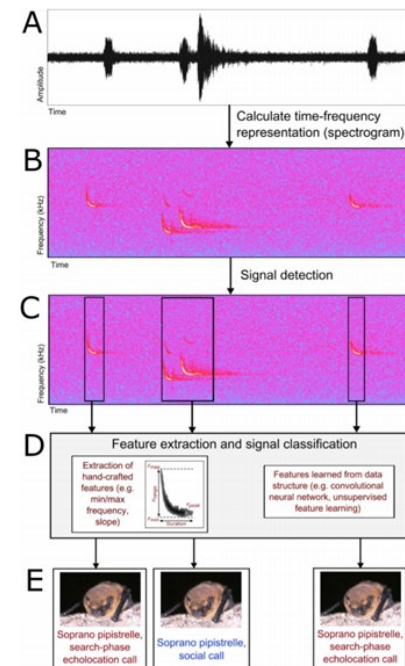 A
Amplitude
Time
Calculate time-frequency
representation (spectrogram)
B
Frequency (kHz)
Time
Signal detection
C
Frequency (kHz)
Time
D
Feature extraction and signal classification
Extraction of
hand-crafted
features (e.g.
min/max
frequency,
slope)
Duration
Features learned from data
structure (e.g. convolutional
neural network, unsupervised
feature learning)
E
Soprano pipistrelle,
search-phase
echolocation call
Soprano pipistrelle,
social call
Soprano pipistrelle,
search-phase
echolocation call